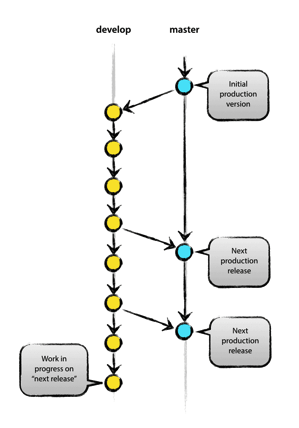 develop
master
Initial
production
version
Next
production
release
Next
production
release
Work in
progress on
"next release"